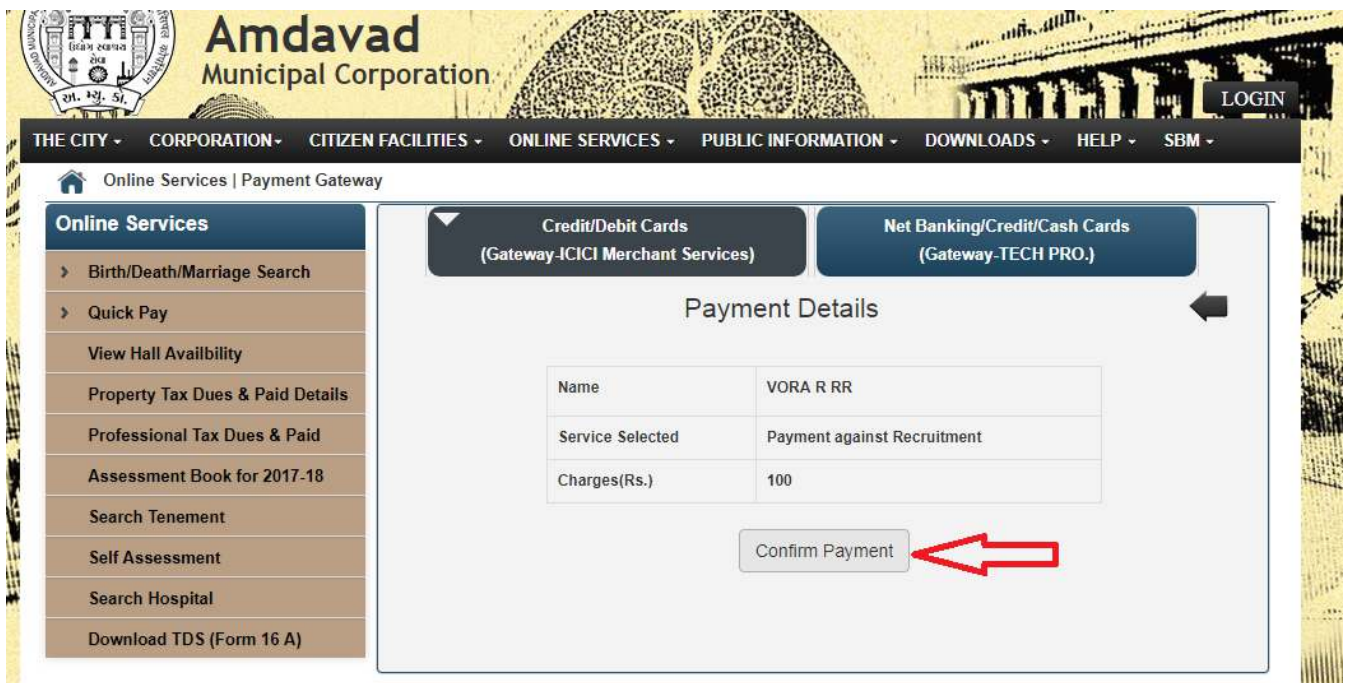 અ. મ્યુ. કો.
Amdavad
Municipal Corporation
LOGIN
THE CITY CORPORATION CITIZEN FACILITIES ONLINE SERVICES PUBLIC INFORMATION DOWNLOADS HELP SBM
Online Services | Payment Gateway
Online Services
Birth/Death/Marriage Search
Quick Pay
View Hall Availbility
Property Tax Dues & Paid Details
Professional Tax Dues & Paid
Assessment Book for 2017-18
Search Tenement
Self Assessment
Search Hospital
Download TDS (Form 16 A)
Credit/Debit Cards
(Gateway-ICICI Merchant Services)
Net Banking/Credit/Cash Cards
(Gateway-TECH PRO.)
Payment Details
Name VORA R RR
Service Selected Payment against Recruitment
Charges(Rs.) 100
Confirm Payment